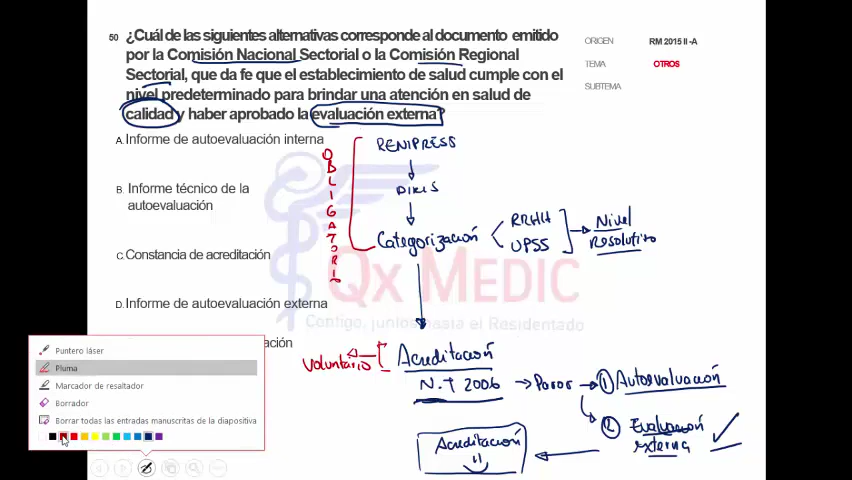 50 ¿Cuál de las siguientes alternativas corresponde al documento emitido
por la Comisión Nacional Sectorial o la Comisión Regional
Sectorial, que da fe que el establecimiento de salud cumple con el
nivel predeterminado para brindar una atención en salud de
calidad y haber aprobado la evaluación externa?
ORIGEN RM 2015 II -A
TEMA OTROS
SUBTEMA
A. Informe de autoevaluación interna
B. Informe técnico de la
autoevaluación
C. Constancia de acreditación
D. Informe de autoevaluación externa
OBLIGATORIO
RENIPRESS
DIRIS
Categorización
RRHH
UPSS
Nivel
resolutivo
Qx MEDIC
Contigo, juntos hasta el Residentado
Voluntario
Acreditación
N.T 2006
Pasos
1 Autoevaluación
2 Evaluación
externa
Acreditación
Puntero láser
Pluma
Marcador de resaltador
Borrador
Borrar todas las entradas manuscritas de la diapositiva